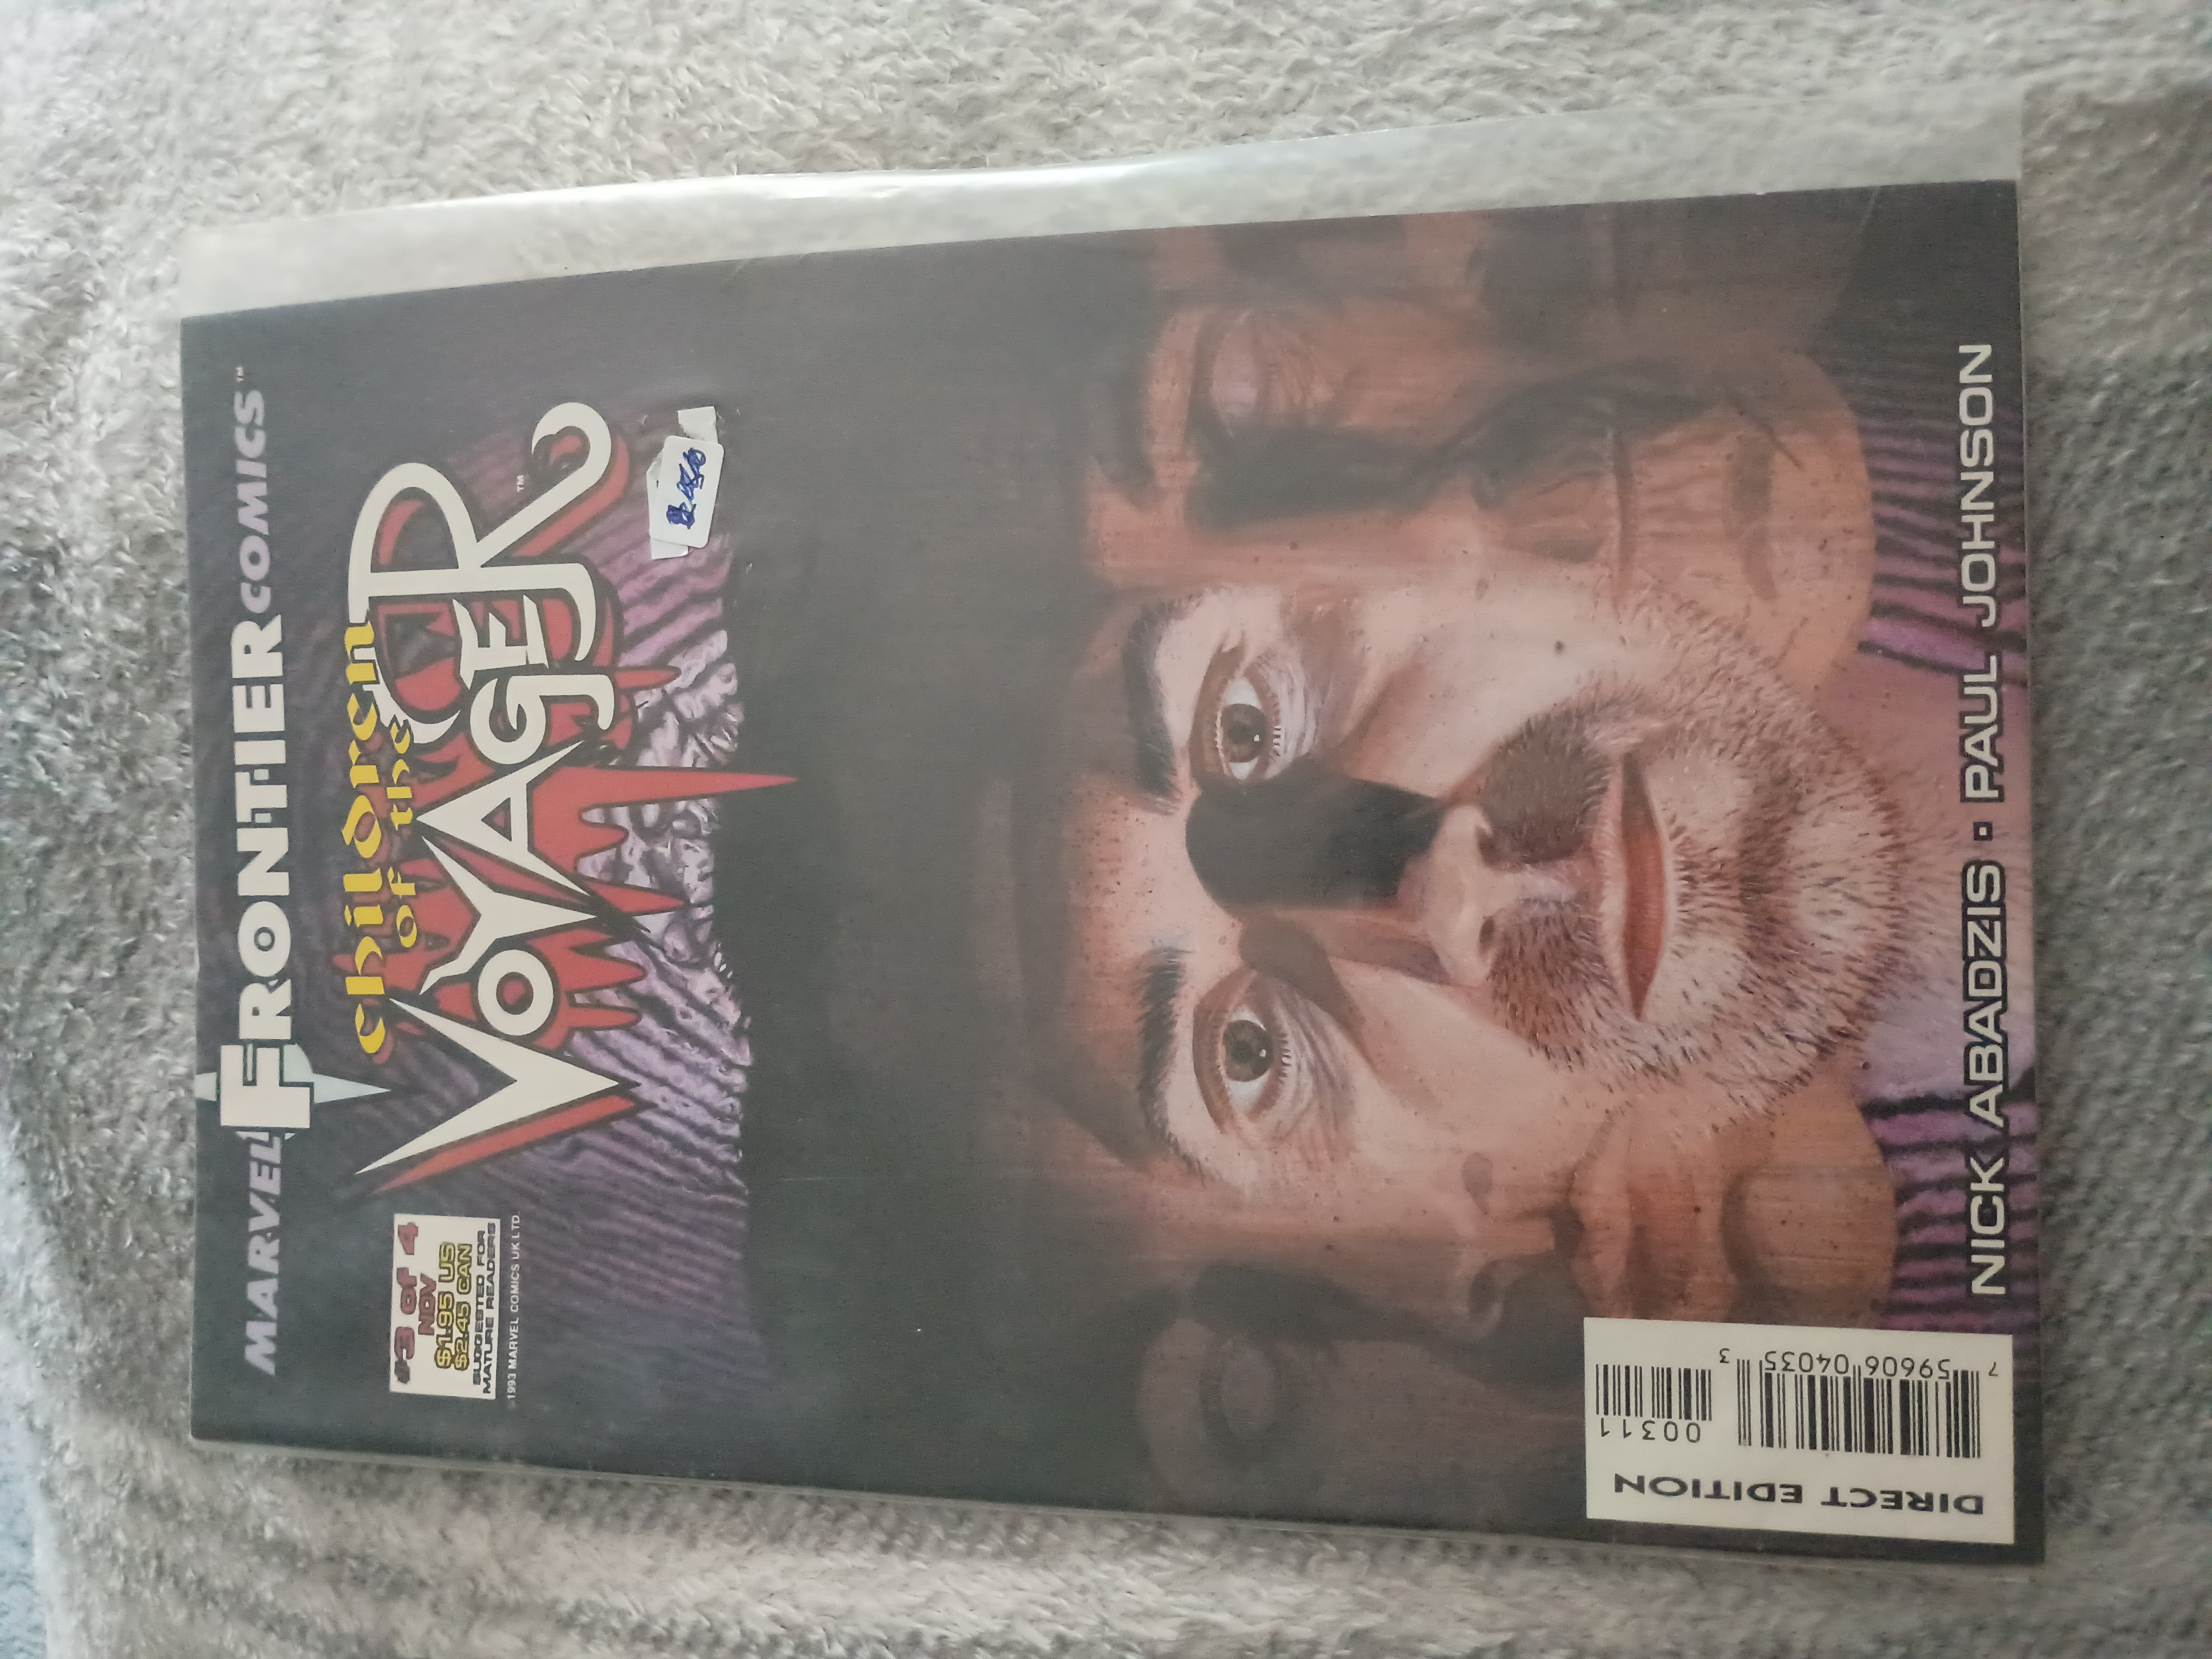 MARVEL FRONTIER COMICS™
#3 of 4
NOV
$1.95 US
$2.45 CAN
SUGGESTED FOR
MATURE READERS
©1993 MARVEL COMICS UK LTD.
children
of the
VOYAGER™
DIRECT EDITION
00311
7 59606 04035 3
NICK ABADZIS · PAUL JOHNSON